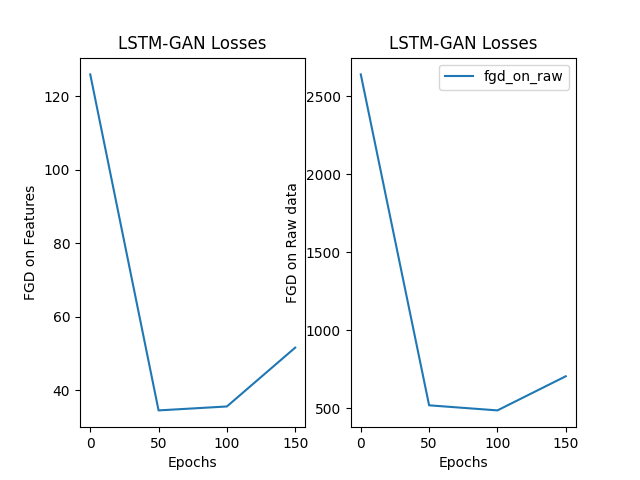 LSTM-GAN Losses
FGD on Features
120
100
80
60
40
0 50 100 150
Epochs
LSTM-GAN Losses
fgd_on_raw
FGD on Raw data
2500
2000
1500
1000
500
0 50 100 150
Epochs